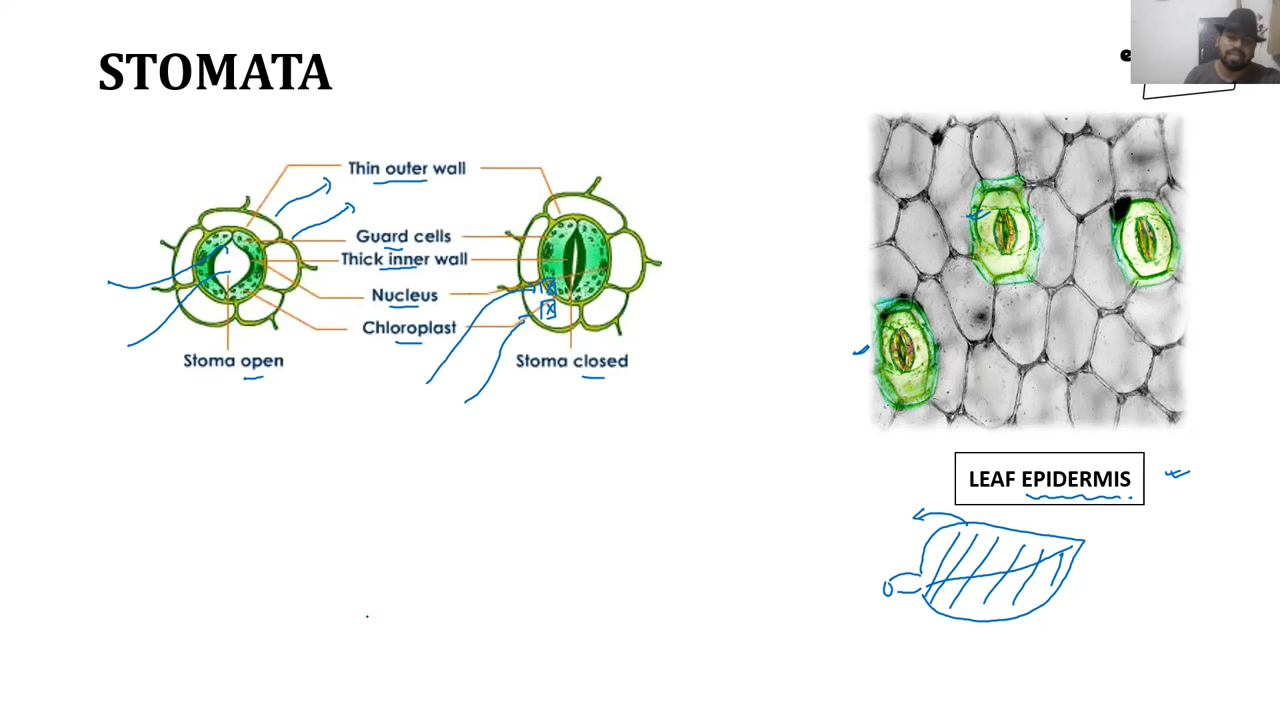 STOMATA
Thin outer wall
Guard cells
Thick inner wall
Nucleus
Chloroplast
Stoma open
Stoma closed
LEAF EPIDERMIS